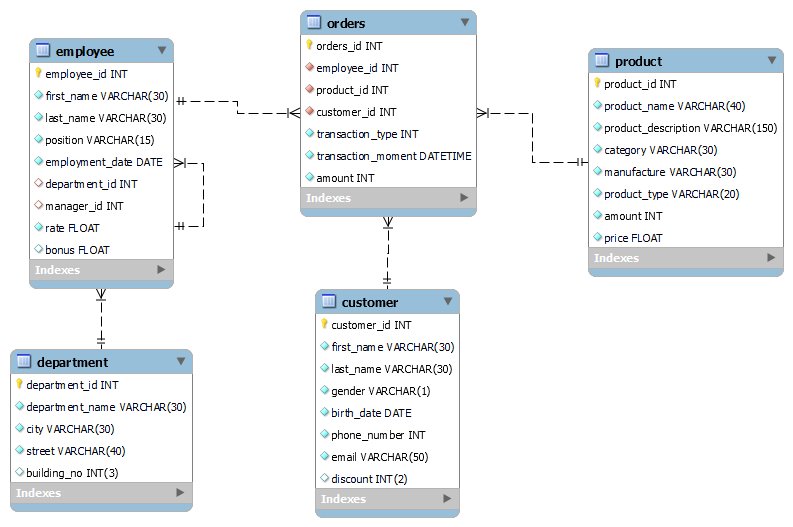 employee
employee_id INT
first_name VARCHAR(30)
last_name VARCHAR(30)
position VARCHAR(15)
employment_date DATE
department_id INT
manager_id INT
rate FLOAT
bonus FLOAT
Indexes
orders
orders_id INT
employee_id INT
product_id INT
customer_id INT
transaction_type INT
transaction_moment DATETIME
amount INT
Indexes
product
product_id INT
product_name VARCHAR(40)
product_description VARCHAR(150)
category VARCHAR(30)
manufacture VARCHAR(30)
product_type VARCHAR(20)
amount INT
price FLOAT
Indexes
department
department_id INT
department_name VARCHAR(30)
city VARCHAR(30)
street VARCHAR(40)
building_no INT(3)
Indexes
customer
customer_id INT
first_name VARCHAR(30)
last_name VARCHAR(30)
gender VARCHAR(1)
birth_date DATE
phone_number INT
email VARCHAR(50)
discount INT(2)
Indexes